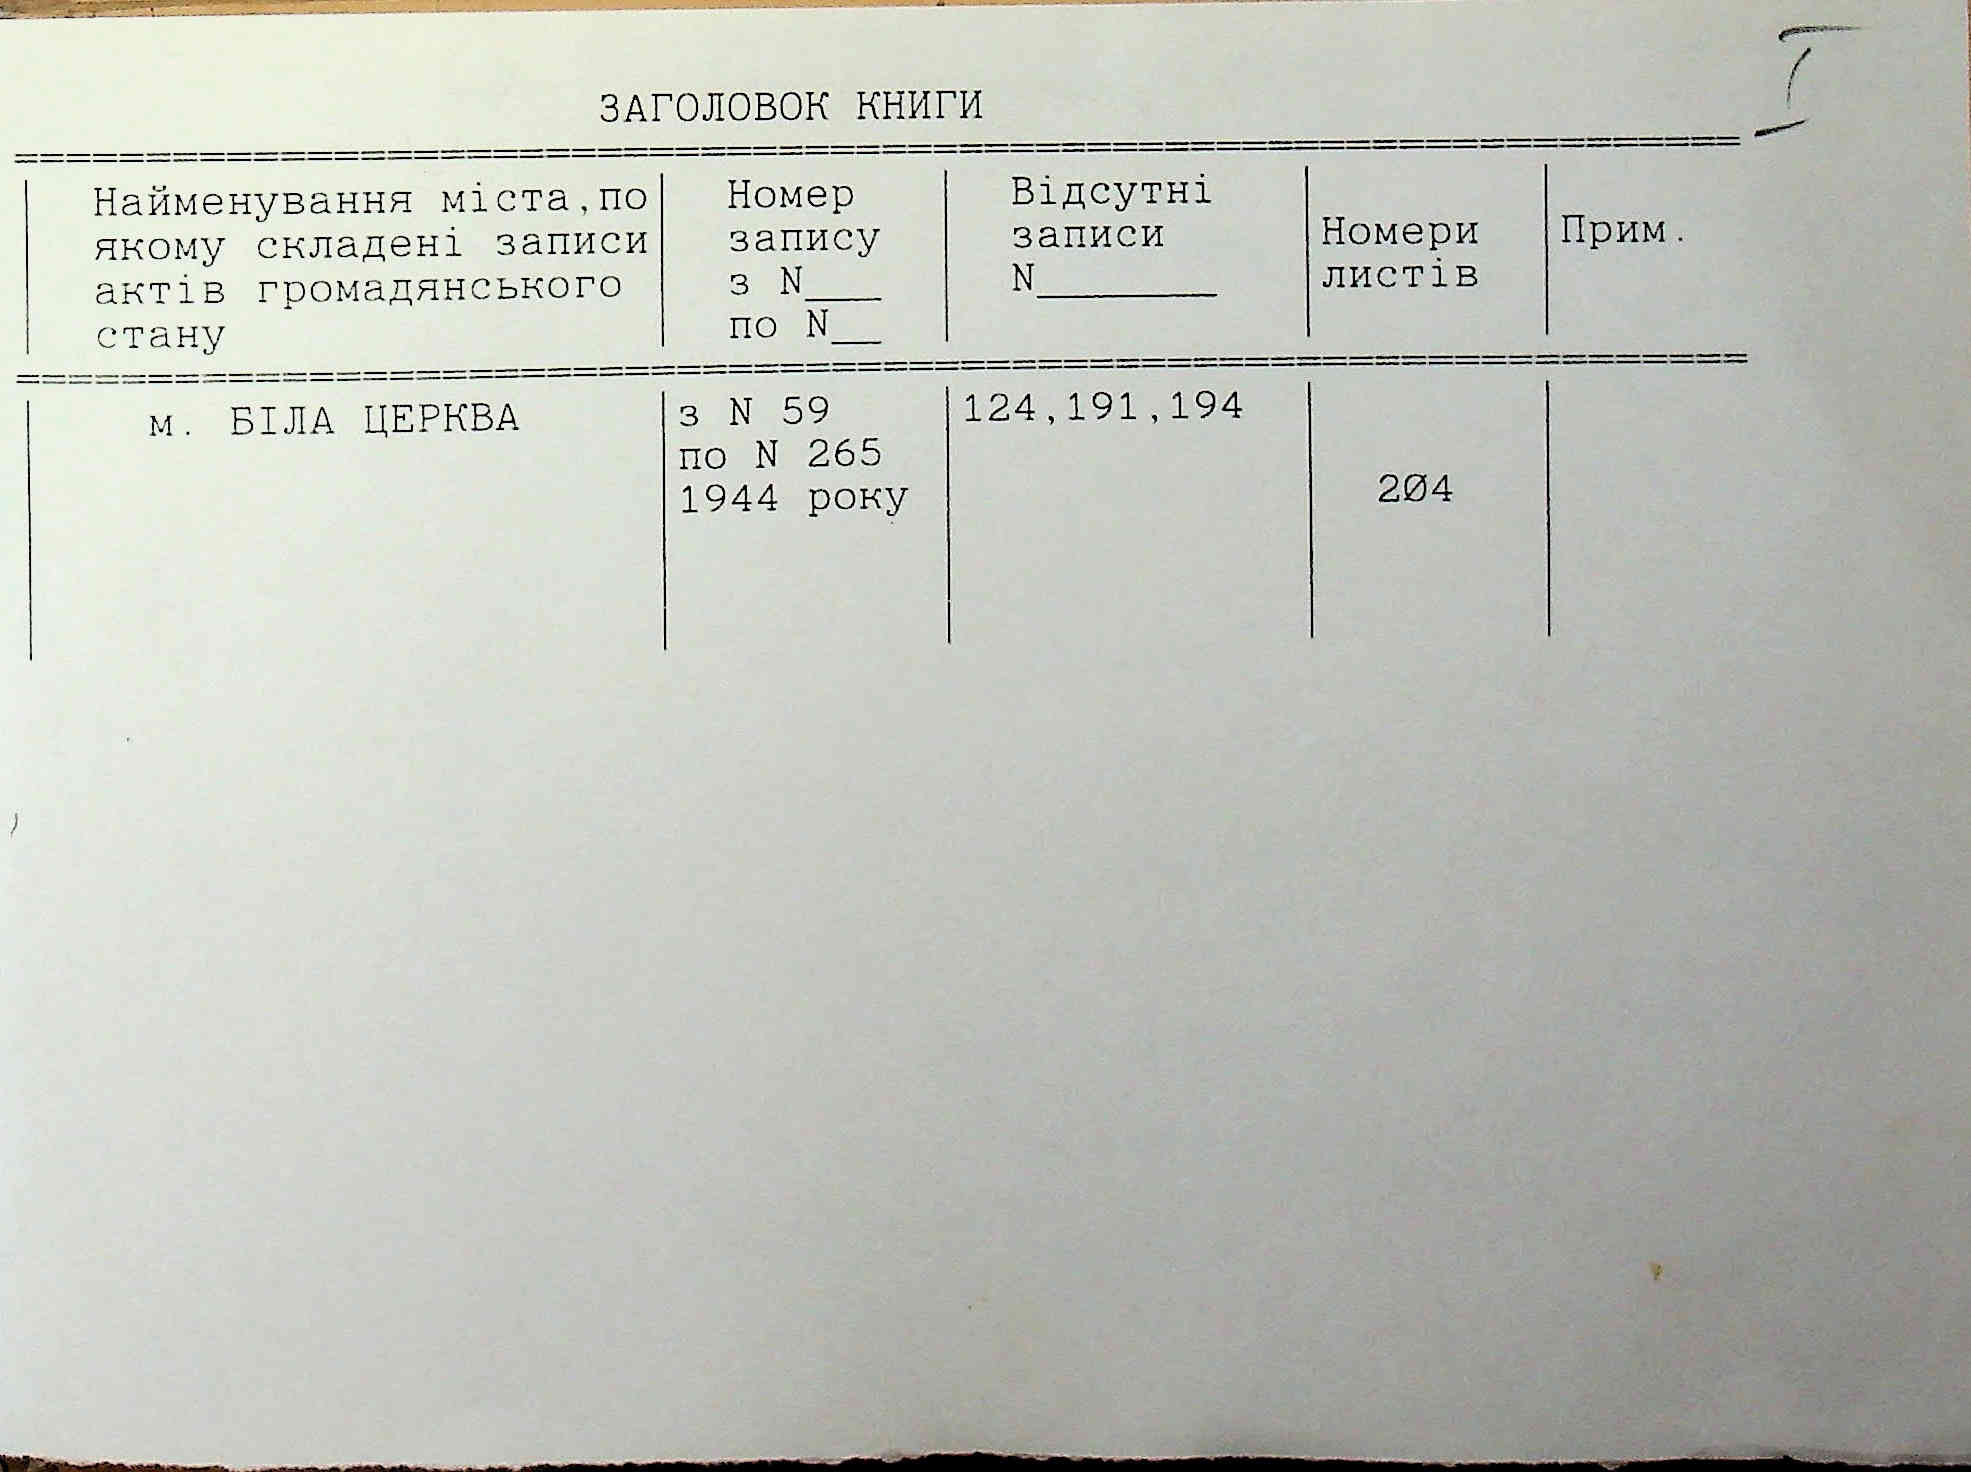 I
ЗАГОЛОВОК КНИГИ
Найменування міста,по
якому складені записи
актів громадянського
стану
Номер
запису
з N___
по N__
Відсутні
записи
N_______
Номери
листів
Прим.
м. БІЛА ЦЕРКВА
з N 59
по N 265
1944 року
124,191,194
204